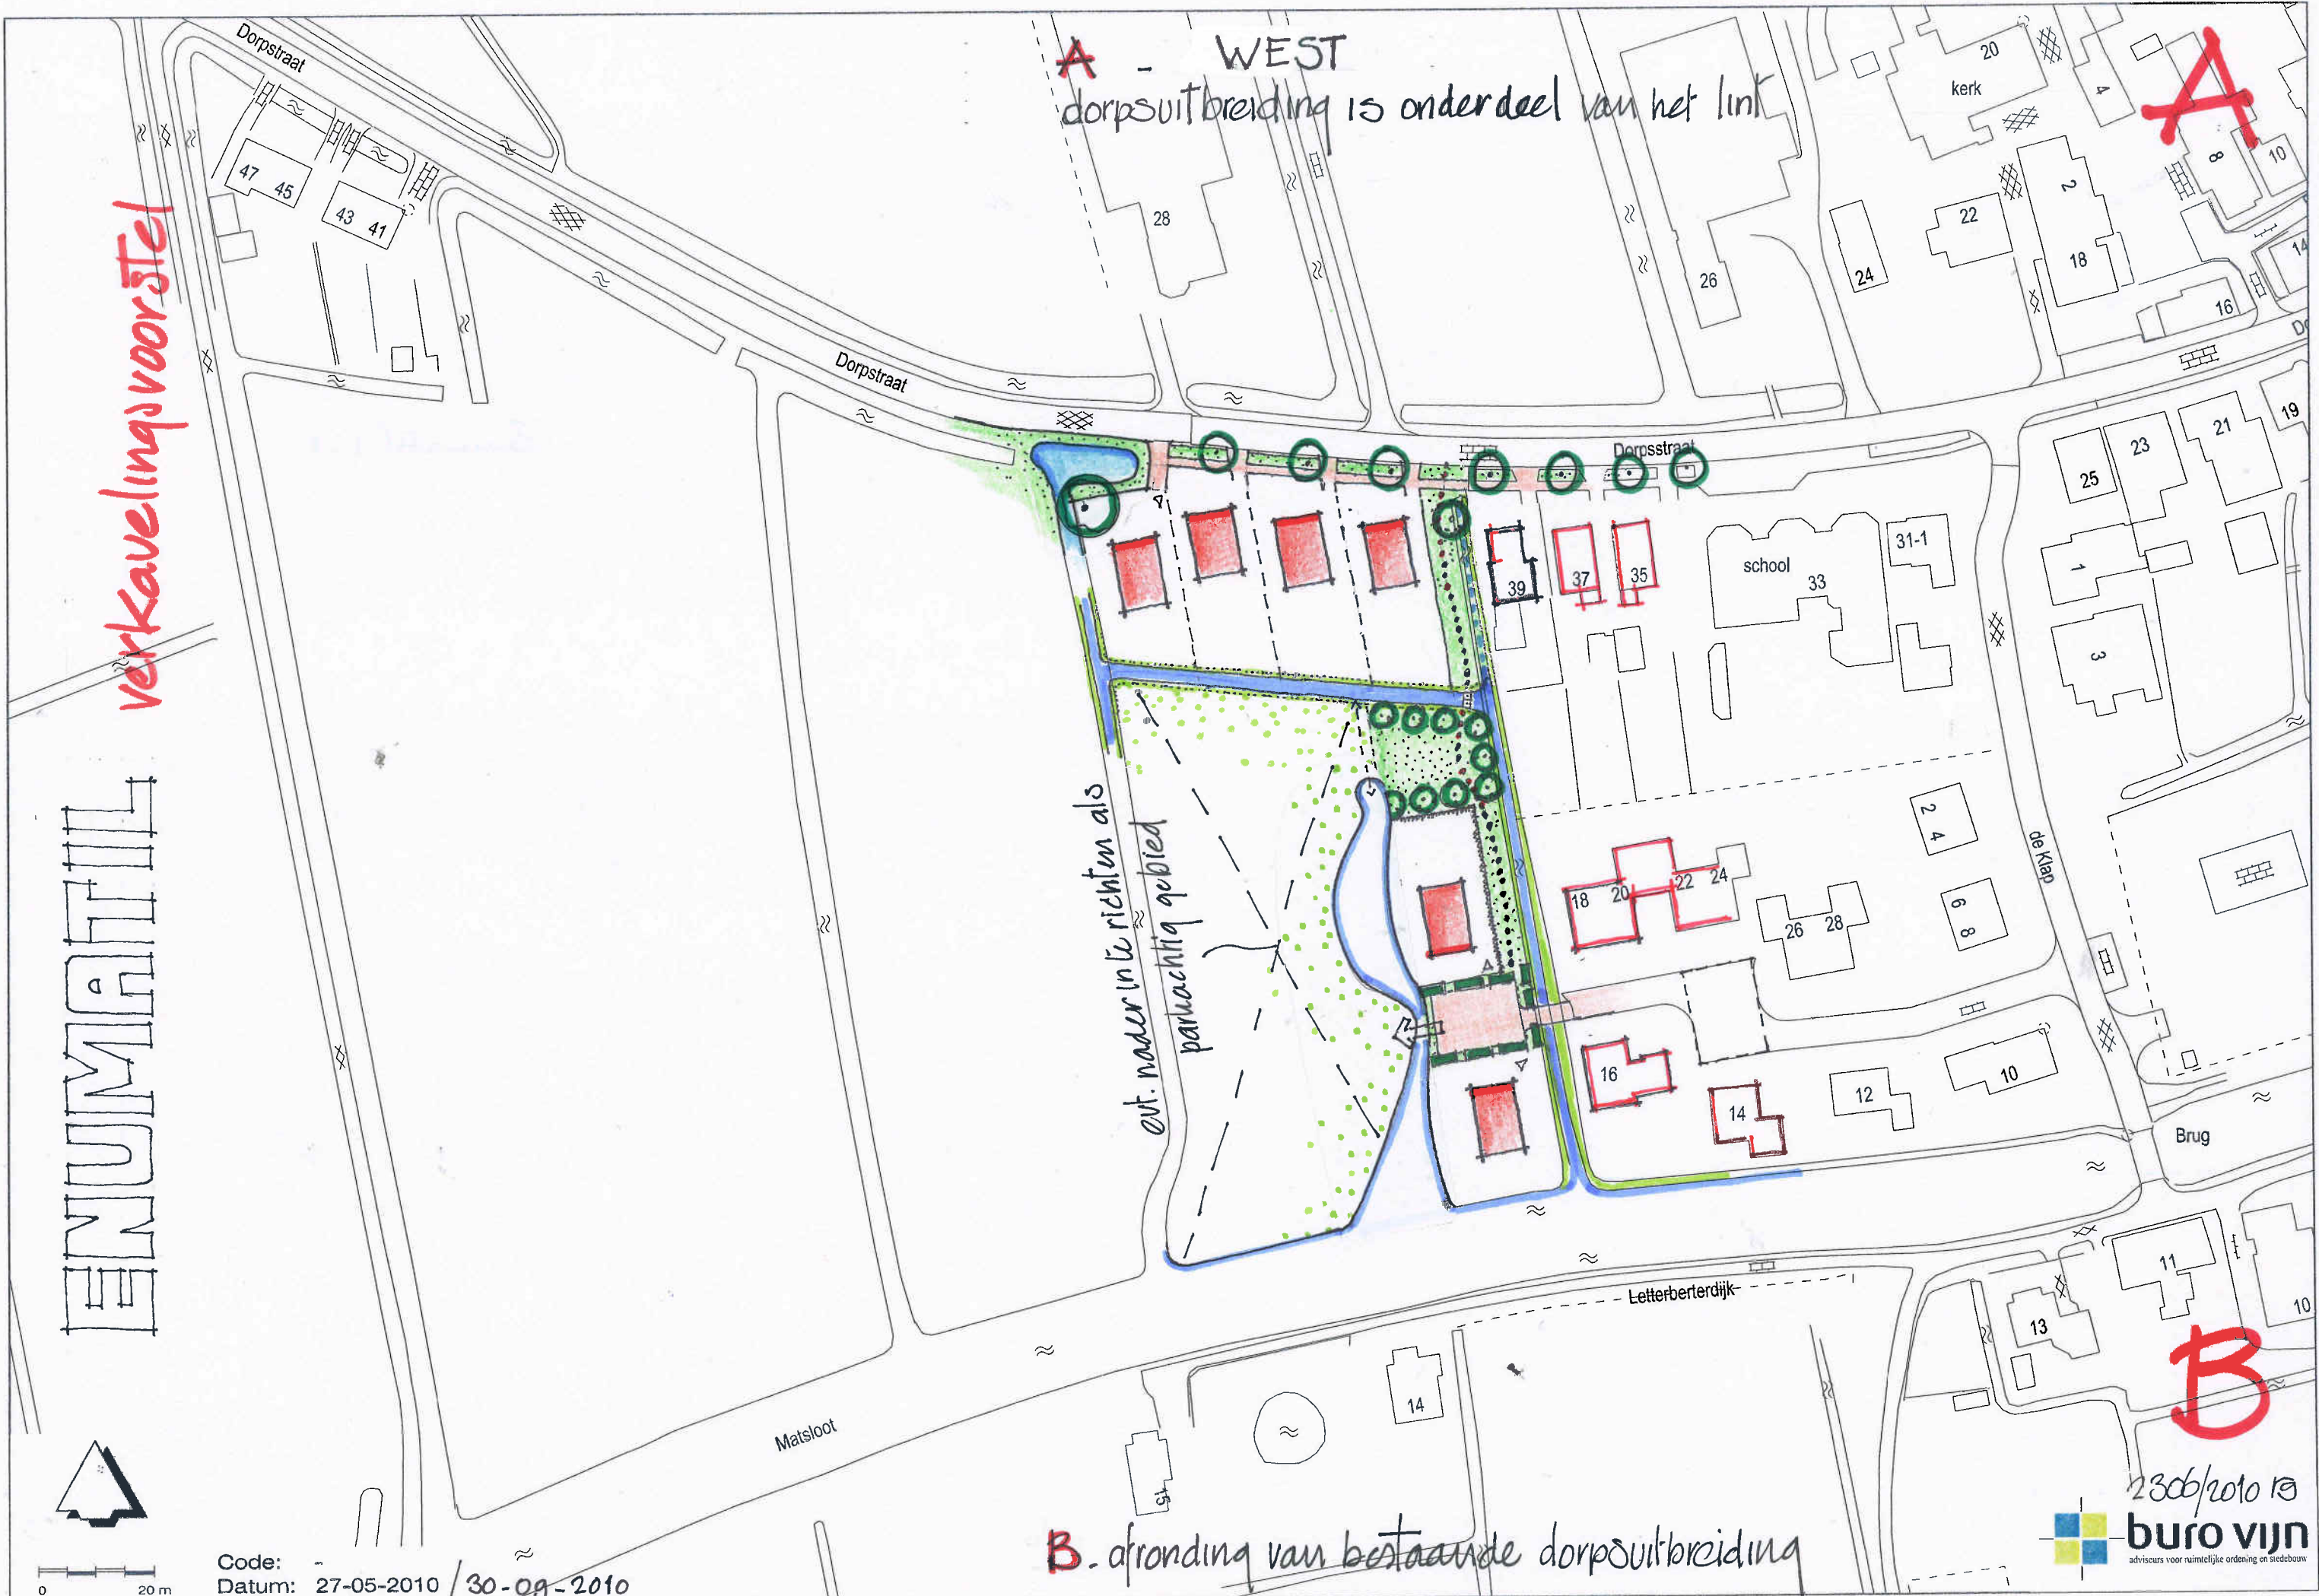 A - WEST
dorpsuitbreiding is onderdeel van het lint
A
verkavelingsvoorstel
ENUMATIL
Dorpstraat
47 45
43 41
28
26
kerk
20
4
8
10
2
22
24
18
14
16
Do
Dorpstraat
Dorpsstraat
39
37
35
school
33
31-1
25
23
21
19
1
3
de Klap
2 4
6 8
18 20 22 24
26 28
16
14
12
10
Brug
evt. nader in te richten als
parkachtig gebied
Letterberterdijk
Matsloot
14
15
13
11
10
B
B. afronding van bestaande dorpsuitbreiding
2306/2010 rg
buro vijn
adviseurs voor ruimtelijke ordening en stedebouw
0 20 m
Code: -
Datum: 27-05-2010 / 30-09-2010